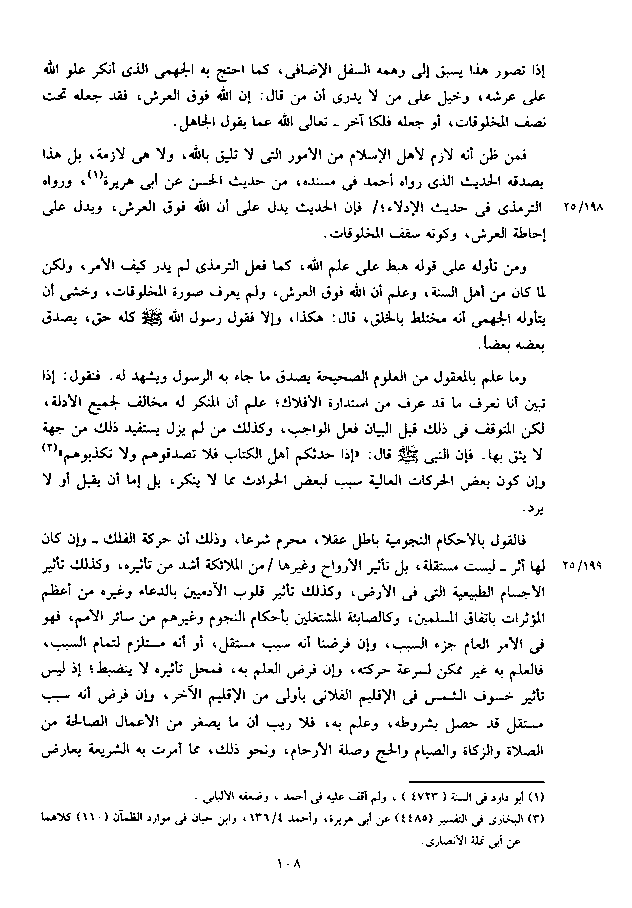 إذا تصور هذا يسبق إلى وهمه السفل الإضافى، كما احتج به الجهمى الذى أنكر علو الله
على عرشه، وخيل على من لا يدرى أن من قال: إن الله فوق العرش، فقد جعله تحت
نصف المخلوقات، أو جعله فلكا آخر ـ تعالى الله عما يقول الجاهل.
فمن ظن أنه لازم لأهل الإسلام من الأمور التى لا تليق بالله، ولا هى لازمة، بل هذا
يصدقه الحديث الذى رواه أحمد فى مسنده، من حديث الحسن عن أبى هريرة(١)، ورواه
٢٥/١٩٨ الترمذى فى حديث الإدلاء؛/ فإن الحديث يدل على أن الله فوق العرش، ويدل على
إحاطة العرش، وكونه سقف المخلوقات.
ومن تأوله على قوله هبط على علم الله، كما فعل الترمذى لم يدر كيف الأمر، ولكن
لما كان من أهل السنة، وعلم أن الله فوق العرش، ولم يعرف صورة المخلوقات، وخشى أن
يتأوله الجهمى أنه مختلط بالخلق، قال: هكذا، وإلا فقول رسول الله ﷺ كله حق، يصدق
بعضه بعضاً.
وما علم بالمعقول من العلوم الصحيحة يصدق ما جاء به الرسول ويشهد له. فنقول: إذا
تبين أنا نعرف ما قد عرف من استدارة الأفلاك؛ علم أن المنكر له مخالف لجميع الأدلة،
لكن المتوقف فى ذلك قبل البيان فعل الواجب، وكذلك من لم يزل يستفيد ذلك من جهة
لا يثق بها. فإن النبى ﷺ قال: «إذا حدثكم أهل الكتاب فلا تصدقوهم ولا تكذبوهم»(٢)
وإن كون بعض الحركات العالية سبب لبعض الحوادث مما لا ينكر، بل إما أن يقبل أو لا
يرد.
فالقول بالأحكام النجومية باطل عقلا، محرم شرعا، وذلك أن حركة الفلك ـ وإن كان
٢٥/١٩٩ لها أثر ـ ليست مستقلة، بل تأثير الأرواح وغيرها / من الملائكة أشد من تأثيره، وكذلك تأثير
الأجسام الطبيعية التى فى الأرض، وكذلك تأثير قلوب الآدميين بالدعاء وغيره من أعظم
المؤثرات باتفاق المسلمين، وكالصابئة المشتغلين بأحكام النجوم وغيرهم من سائر الأمم، فهو
فى الأمر العام جزء السبب، وإن فرضنا أنه سبب مستقل، أو أنه مستلزم لتمام السبب،
فالعلم به غير ممكن لسرعة حركته، وإن فرض العلم به، فمحل تأثيره لا ينضبط؛ إذ ليس
تأثير خسوف الشمس فى الإقليم الفلانى بأولى من الإقليم الآخر، وإن فرض أنه سبب
مستقل قد حصل بشروطه، وعلم به، فلا ريب أن ما يصغر من الأعمال الصالحة من
الصلاة والزكاة والصيام والحج وصلة الأرحام، ونحو ذلك، مما أمرت به الشريعة يعارض
(١) أبو داود فى السنة ( ٤٧٢٣ ) ، ولم أقف عليه فى أحمد ، وضعفه الألبانى .
(٢) البخارى فى التفسير (٤٤٨٥) عن أبى هريرة، وأحمد ١٣٦/٤، وابن حبان فى موارد الظمآن (١١٠) كلاهما
عن أبى نملة الأنصارى.
١٠٨